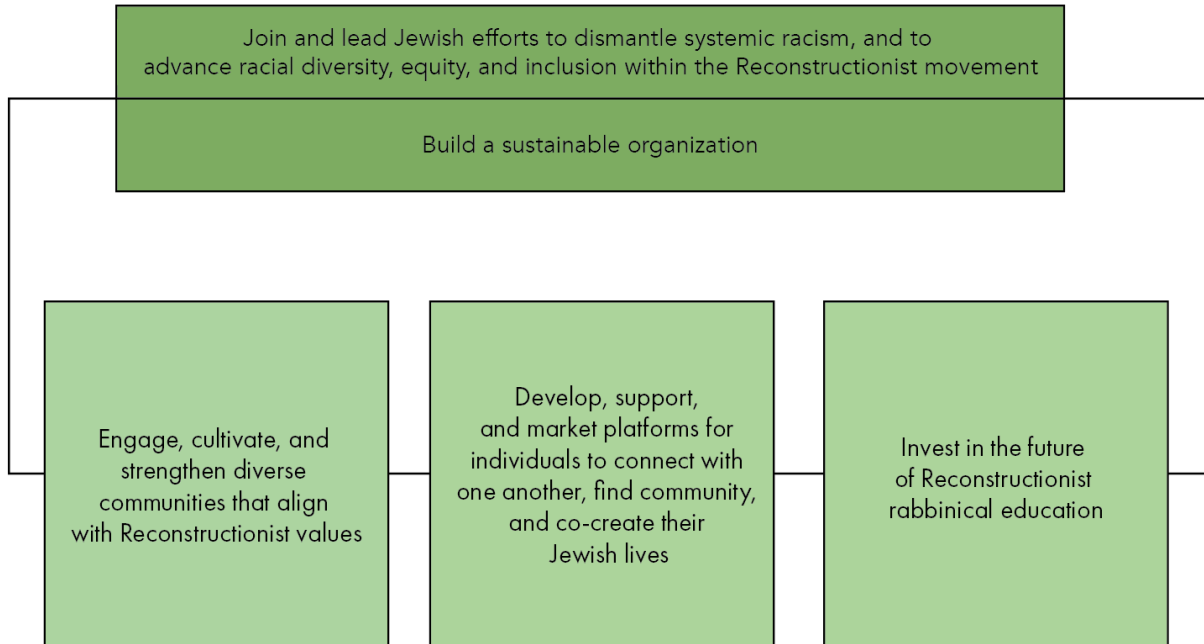 Join and lead Jewish efforts to dismantle systemic racism, and to
advance racial diversity, equity, and inclusion within the Reconstructionist movement
Build a sustainable organization
Engage, cultivate, and
strengthen diverse
communities that align
with Reconstructionist values
Develop, support,
and market platforms for
individuals to connect with
one another, find community,
and co-create their
Jewish lives
Invest in the future
of Reconstructionist
rabbinical education